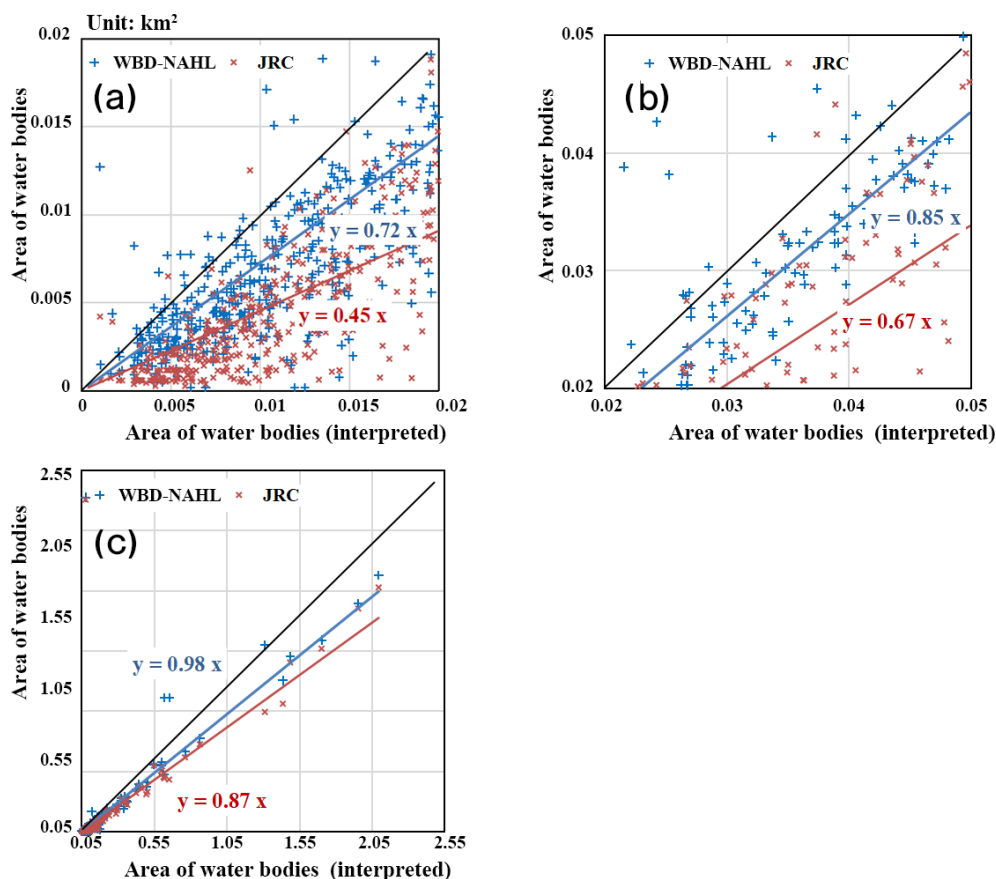 Unit: km²
0.02
0.015
0.01
0.005
0
Area of water bodies
WBD-NAHL JRC
(a)
y = 0.72 x
y = 0.45 x
0 0.005 0.01 0.015 0.02
Area of water bodies (interpreted)
0.05
0.04
0.03
0.02
Area of water bodies
WBD-NAHL JRC
(b)
y = 0.85 x
y = 0.67 x
0.02 0.03 0.04 0.05
Area of water bodies (interpreted)
2.55
2.05
1.55
1.05
0.55
0.05
Area of water bodies
WBD-NAHL JRC
(c)
y = 0.98 x
y = 0.87 x
0.05 0.55 1.05 1.55 2.05 2.55
Area of water bodies (interpreted)